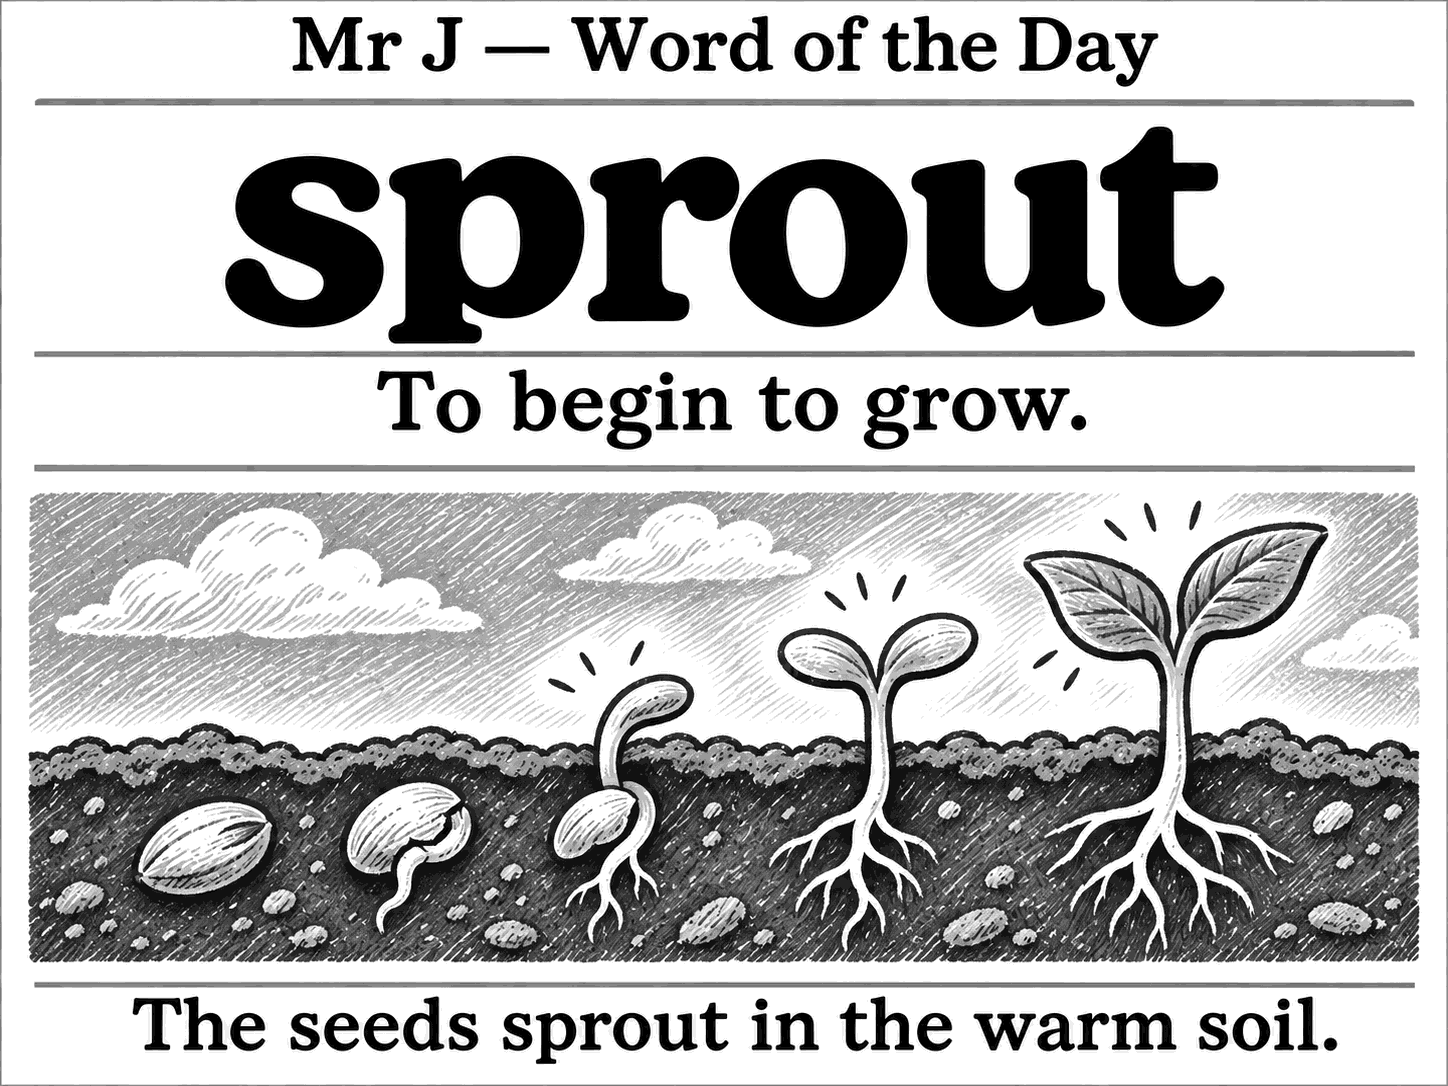 Mr J — Word of the Day
sprout
To begin to grow.
The seeds sprout in the warm soil.